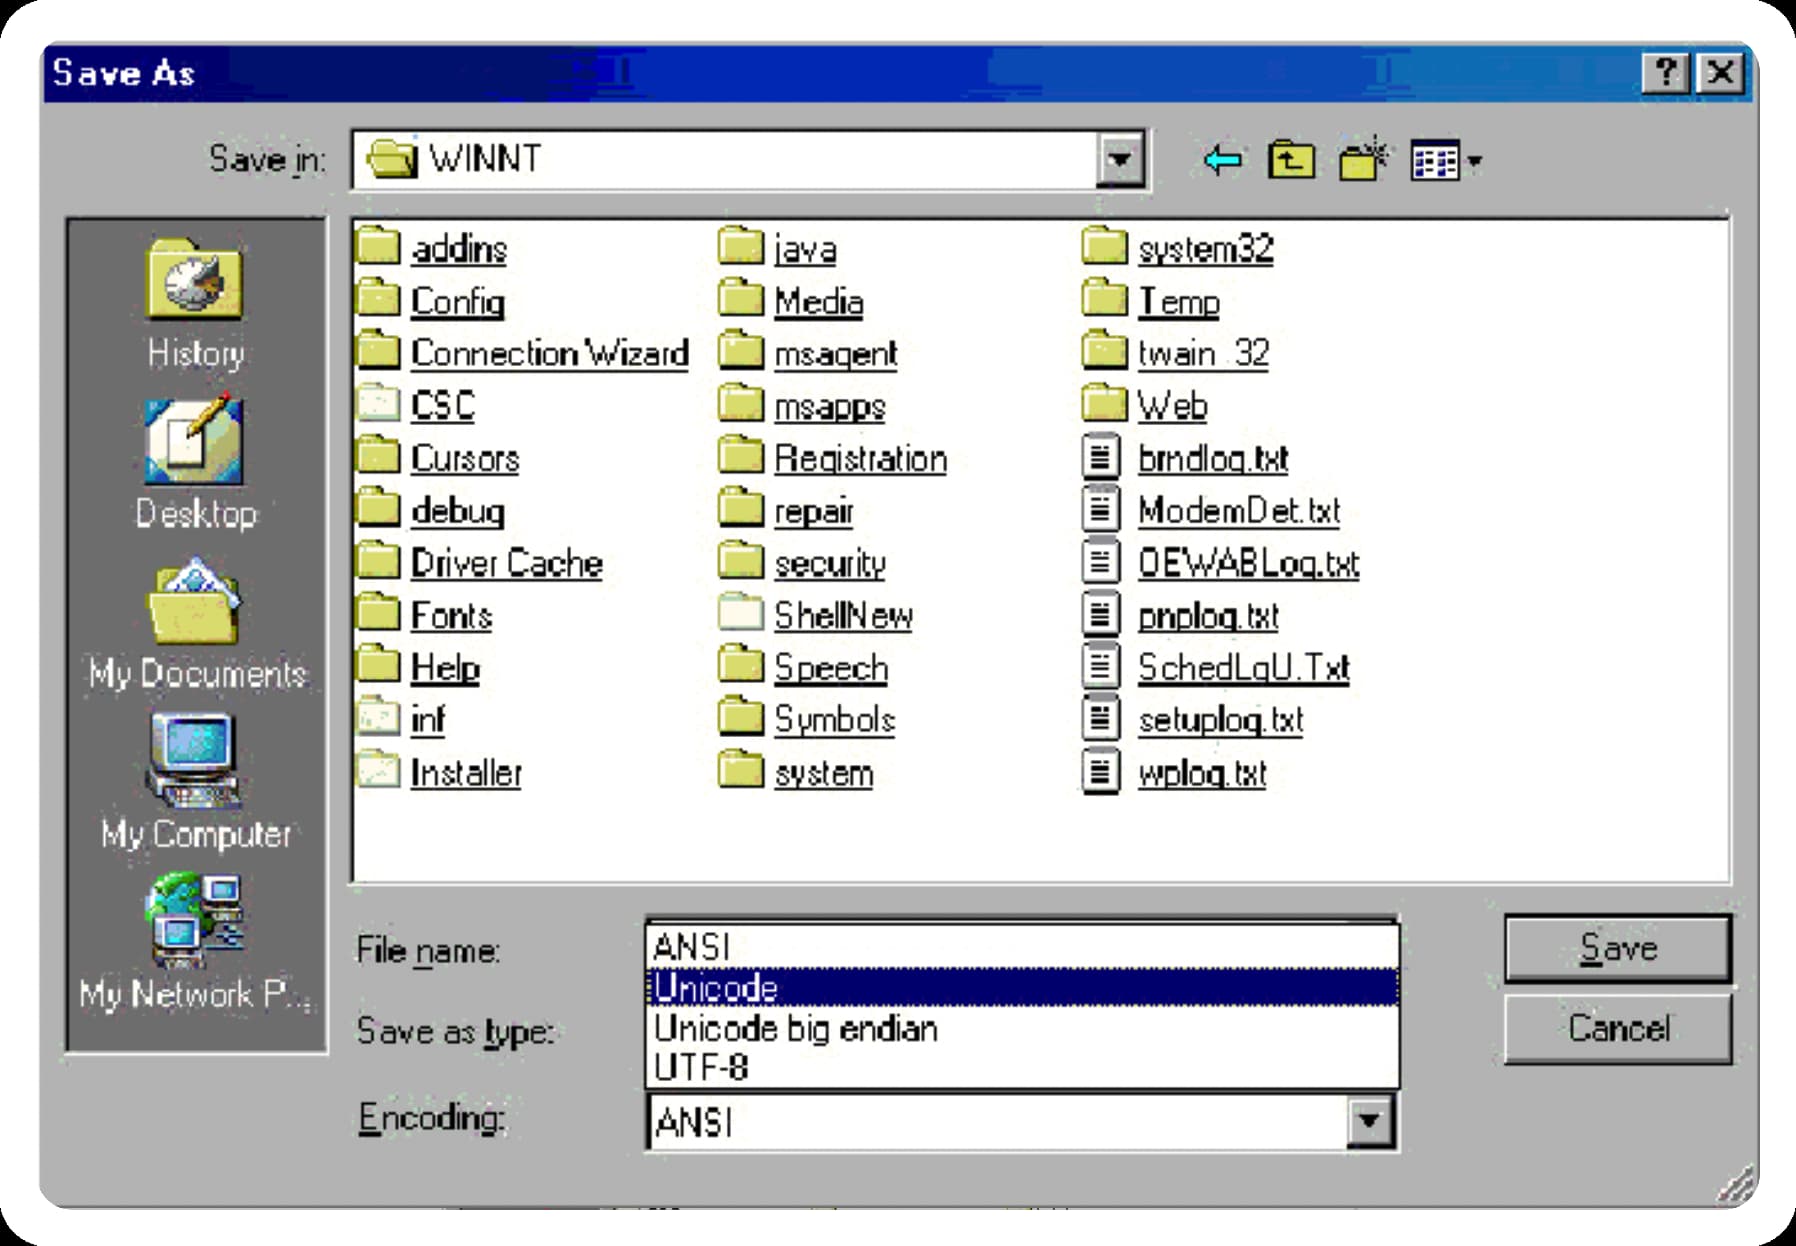 Save As
Save in:
WINNT
History
Desktop
My Documents
My Computer
My Network P...
addins
Config
Connection Wizard
CSC
Cursors
debug
Driver Cache
Fonts
Help
inf
Installer
java
Media
msagent
msapps
Registration
repair
security
ShellNew
Speech
Symbols
system
system32
Temp
twain_32
Web
brndlog.txt
ModemDet.txt
OEWABLog.txt
pnplog.txt
SchedLgU.Txt
setuplog.txt
wplog.txt
File name:
ANSI
Unicode
Unicode big endian
UTF-8
Save as type:
Encoding:
ANSI
Save
Cancel